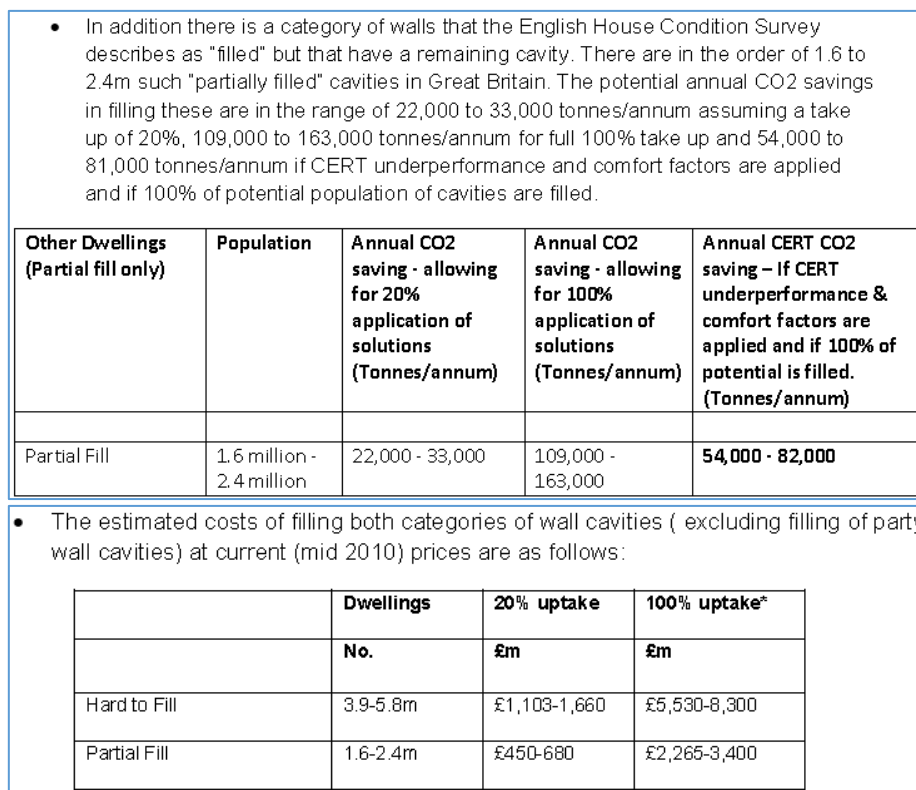 • In addition there is a category of walls that the English House Condition Survey
describes as "filled" but that have a remaining cavity. There are in the order of 1.6 to
2.4m such "partially filled" cavities in Great Britain. The potential annual CO2 savings
in filling these are in the range of 22,000 to 33,000 tonnes/annum assuming a take
up of 20%, 109,000 to 163,000 tonnes/annum for full 100% take up and 54,000 to
81,000 tonnes/annum if CERT underperformance and comfort factors are applied
and if 100% of potential population of cavities are filled.
Other Dwellings
(Partial fill only)
Population
Annual CO2
saving - allowing
for 20%
application of
solutions
(Tonnes/annum)
Annual CO2
saving - allowing
for 100%
application of
solutions
(Tonnes/annum)
Annual CERT CO2
saving – If CERT
underperformance &
comfort factors are
applied and if 100% of
potential is filled.
(Tonnes/annum)
Partial Fill
1.6 million -
2.4 million
22,000 - 33,000
109,000 -
163,000
54,000 - 82,000
• The estimated costs of filling both categories of wall cavities ( excluding filling of party
wall cavities) at current (mid 2010) prices are as follows:
Dwellings 20% uptake 100% uptake*
No. £m £m
Hard to Fill 3.9-5.8m £1,103-1,660 £5,530-8,300
Partial Fill 1.6-2.4m £450-680 £2,265-3,400